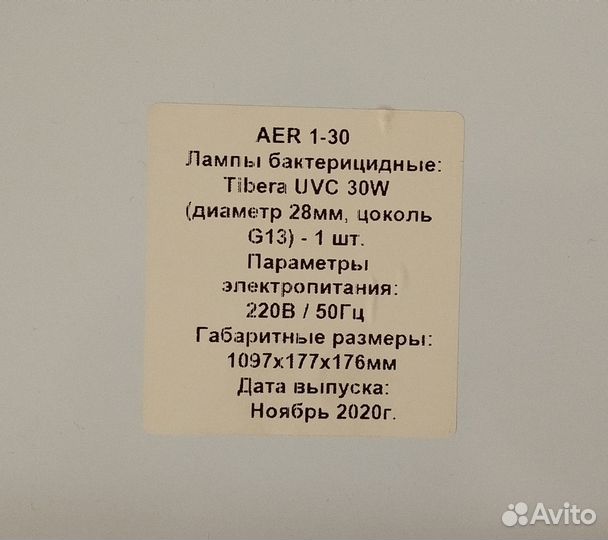 AER 1-30
Лампы бактерицидные:
Tibera UVC 30W
(диаметр 28мм, цоколь
G13) - 1 шт.
Параметры
электропитания:
220В / 50Гц
Габаритные размеры:
1097x177x176мм
Дата выпуска:
Ноябрь 2020г.
Avito